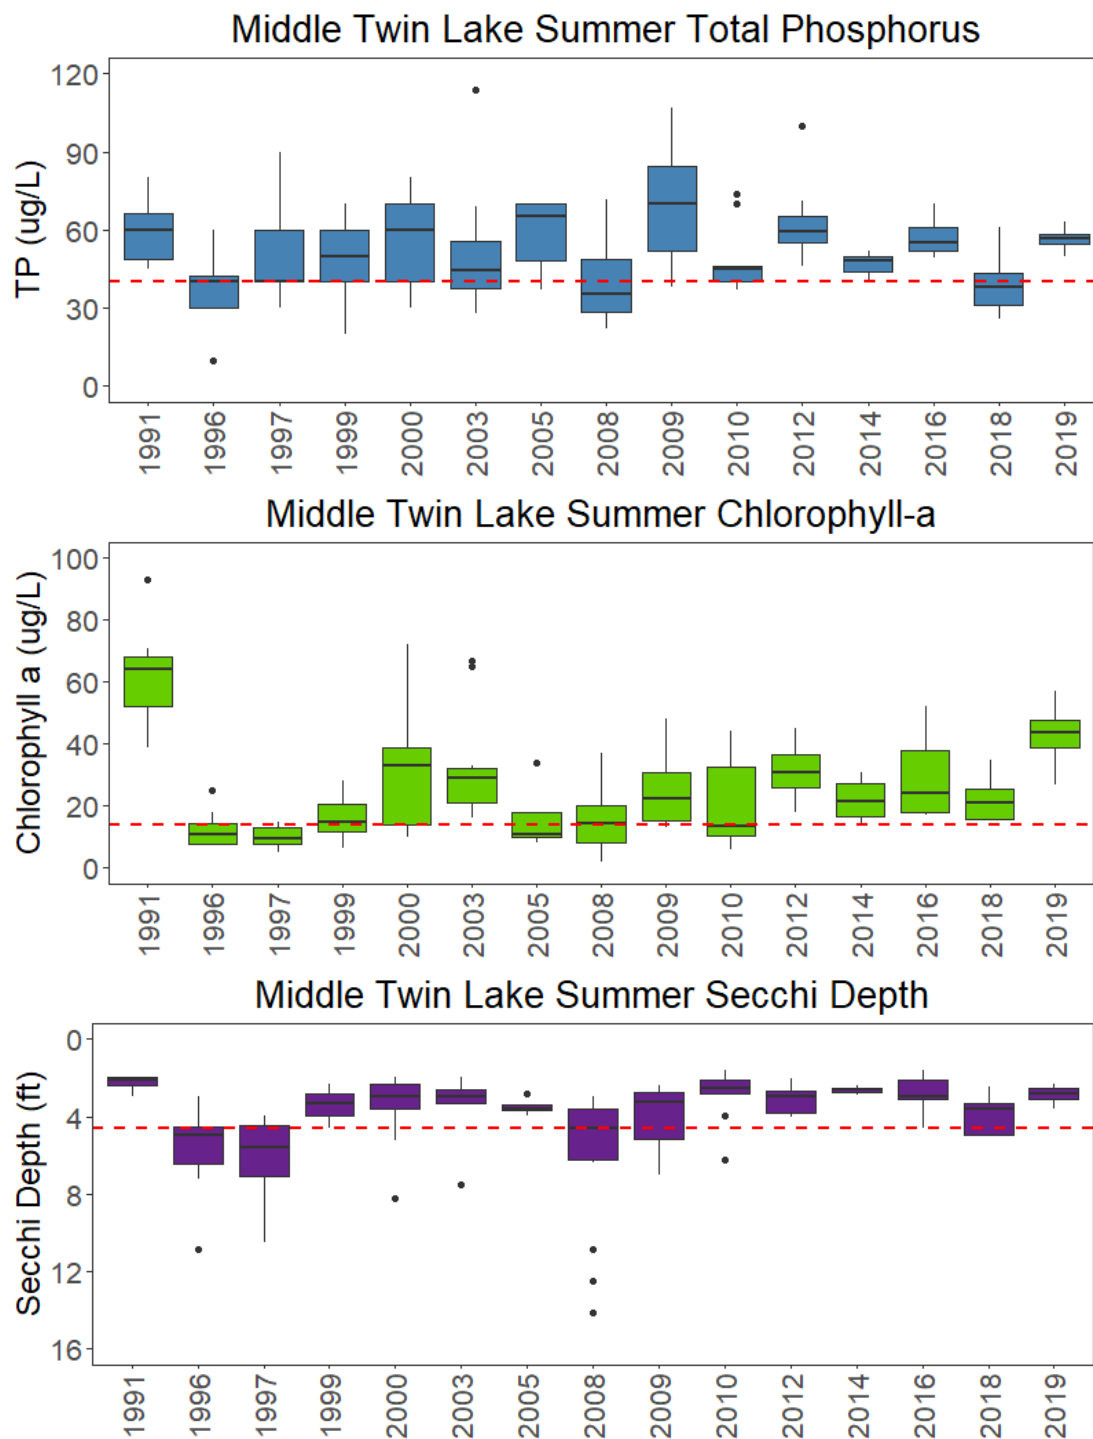 Middle Twin Lake Summer Total Phosphorus
TP (ug/L)
120
90
60
30
0
1991 1996 1997 1999 2000 2003 2005 2008 2009 2010 2012 2014 2016 2018 2019
Middle Twin Lake Summer Chlorophyll-a
Chlorophyll a (ug/L)
100
80
60
40
20
0
1991 1996 1997 1999 2000 2003 2005 2008 2009 2010 2012 2014 2016 2018 2019
Middle Twin Lake Summer Secchi Depth
Secchi Depth (ft)
0
4
8
12
16
1991 1996 1997 1999 2000 2003 2005 2008 2009 2010 2012 2014 2016 2018 2019